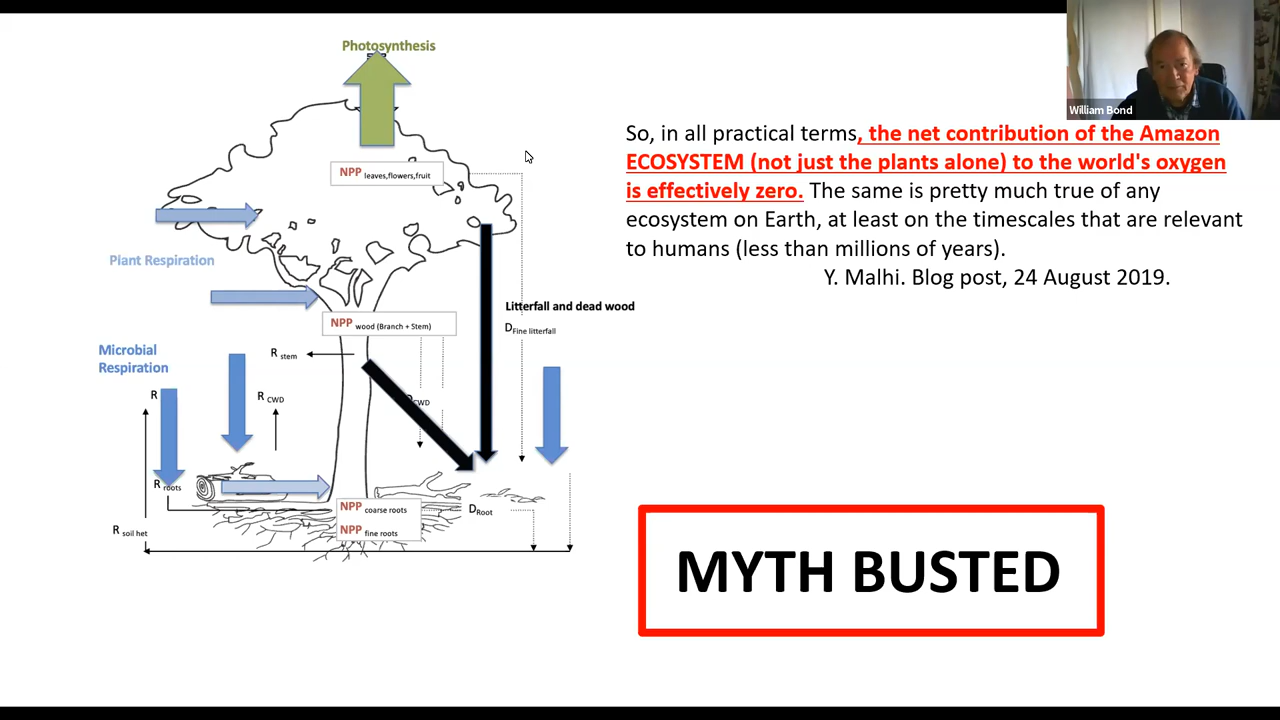 Photosynthesis
NPP leaves,flowers,fruit
Plant Respiration
NPP wood (Branch + Stem)
Litterfall and dead wood
D Fine litterfall
R stem
Microbial
Respiration
R
R CWD
CWD
R roots
NPP coarse roots
NPP fine roots
D Root
R soil het
William Bond
So, in all practical terms, the net contribution of the Amazon
ECOSYSTEM (not just the plants alone) to the world's oxygen
is effectively zero. The same is pretty much true of any
ecosystem on Earth, at least on the timescales that are relevant
to humans (less than millions of years).
Y. Malhi. Blog post, 24 August 2019.
MYTH BUSTED